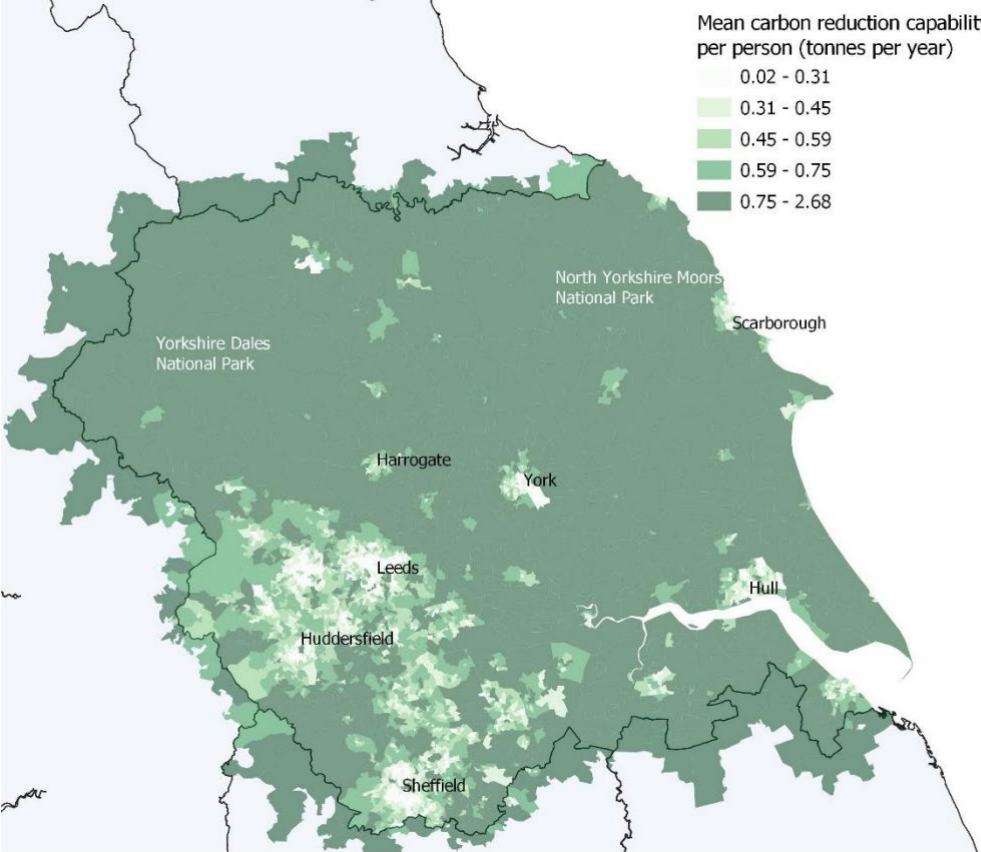 Mean carbon reduction capabilit
per person (tonnes per year)
0.02 - 0.31
0.31 - 0.45
0.45 - 0.59
0.59 - 0.75
0.75 - 2.68
North Yorkshire Moors
National Park
Scarborough
Yorkshire Dales
National Park
Harrogate
York
Leeds
Hull
Huddersfield
Sheffield